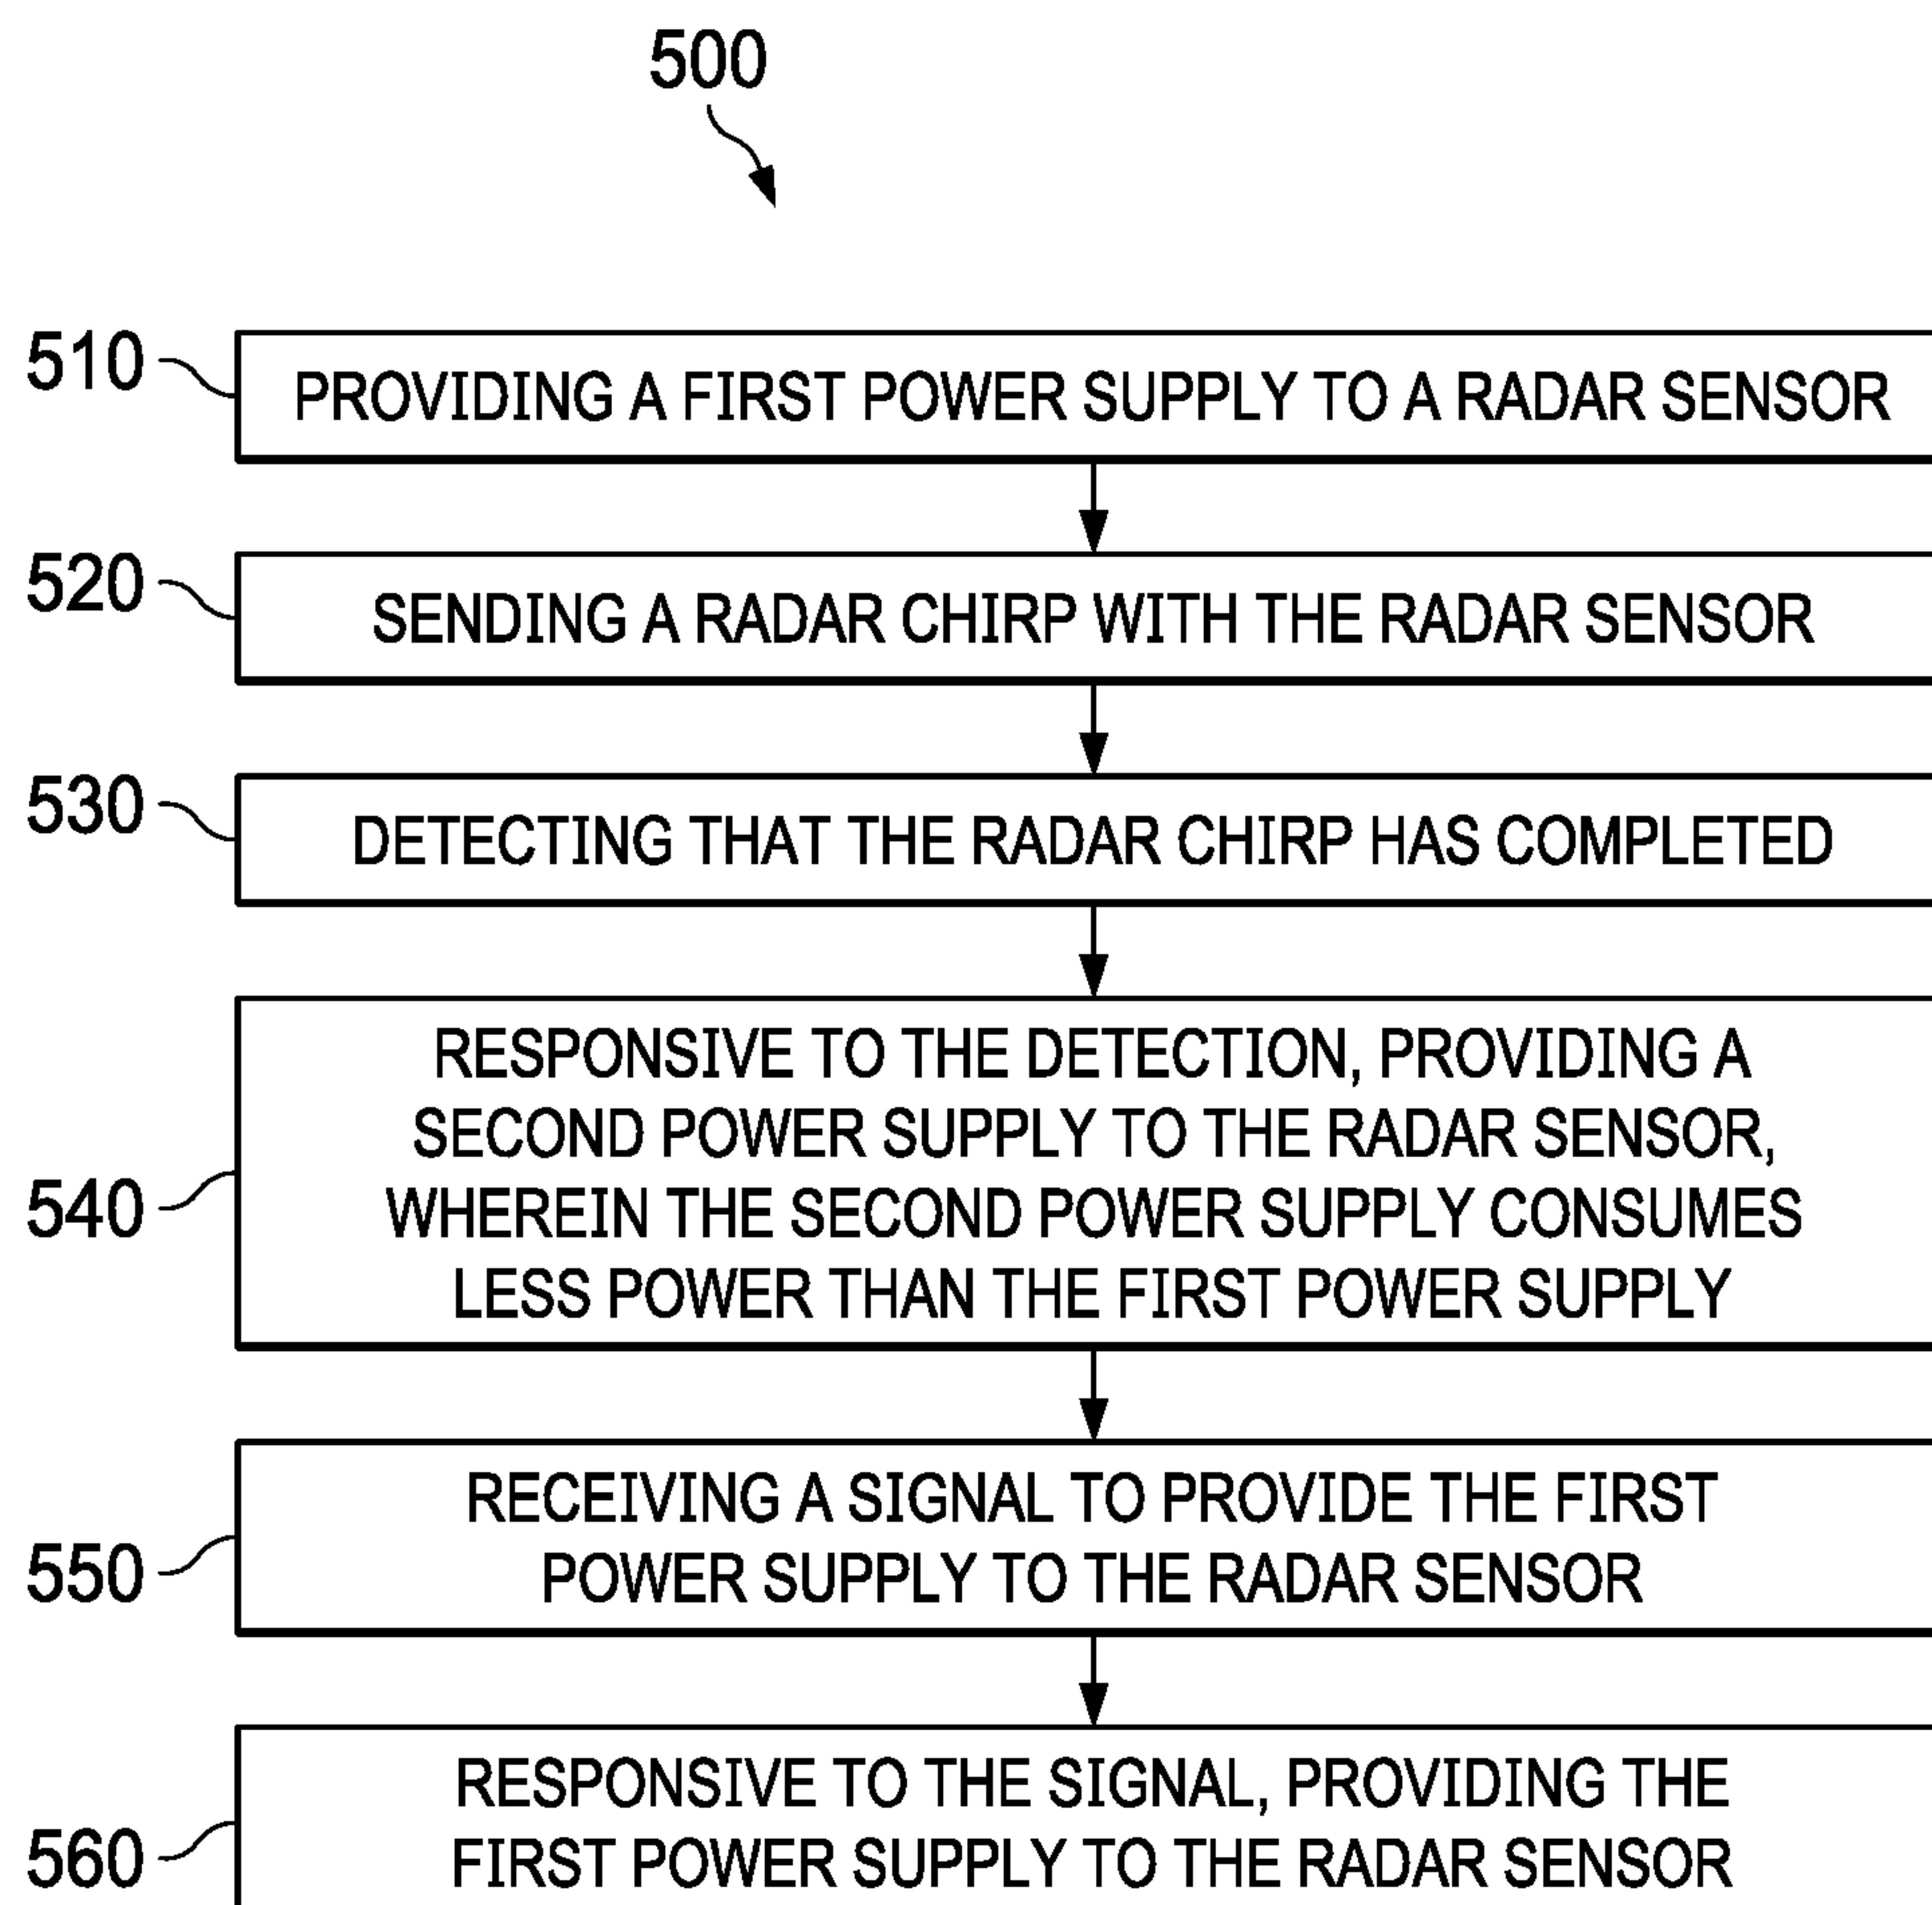 500
510
PROVIDING A FIRST POWER SUPPLY TO A RADAR SENSOR
520
SENDING A RADAR CHIRP WITH THE RADAR SENSOR
530
DETECTING THAT THE RADAR CHIRP HAS COMPLETED
540
RESPONSIVE TO THE DETECTION, PROVIDING A
SECOND POWER SUPPLY TO THE RADAR SENSOR,
WHEREIN THE SECOND POWER SUPPLY CONSUMES
LESS POWER THAN THE FIRST POWER SUPPLY
550
RECEIVING A SIGNAL TO PROVIDE THE FIRST
POWER SUPPLY TO THE RADAR SENSOR
560
RESPONSIVE TO THE SIGNAL, PROVIDING THE
FIRST POWER SUPPLY TO THE RADAR SENSOR